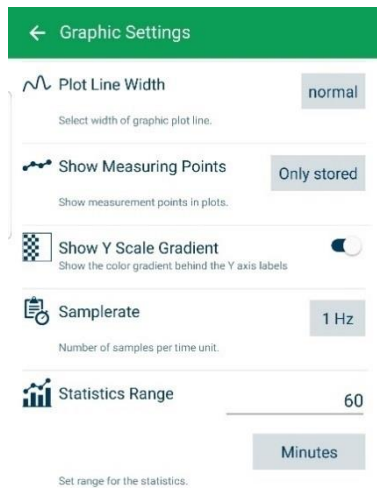 Graphic Settings
Plot Line Width
normal
Select width of graphic plot line.
Show Measuring Points
Only stored
Show measurement points in plots.
Show Y Scale Gradient
Show the color gradient behind the Y axis labels
Samplerate
1 Hz
Number of samples per time unit.
Statistics Range
60
Minutes
Set range for the statistics.